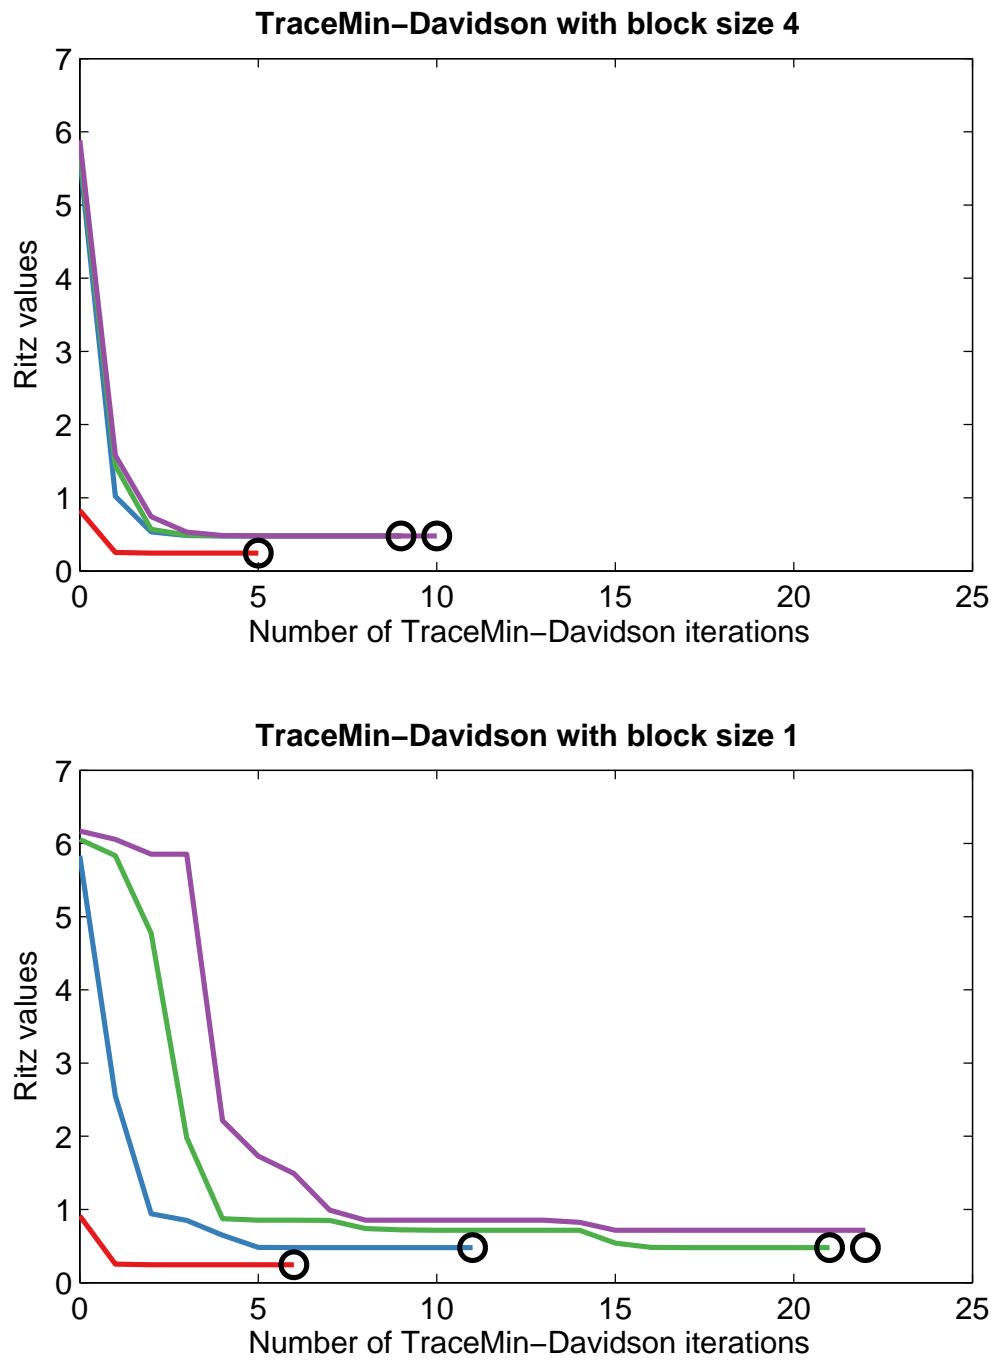 TraceMin–Davidson with block size 4
7
6
5
4
3
2
1
0
Ritz values
0 5 10 15 20 25
Number of TraceMin–Davidson iterations
TraceMin–Davidson with block size 1
7
6
5
4
3
2
1
0
Ritz values
0 5 10 15 20 25
Number of TraceMin–Davidson iterations